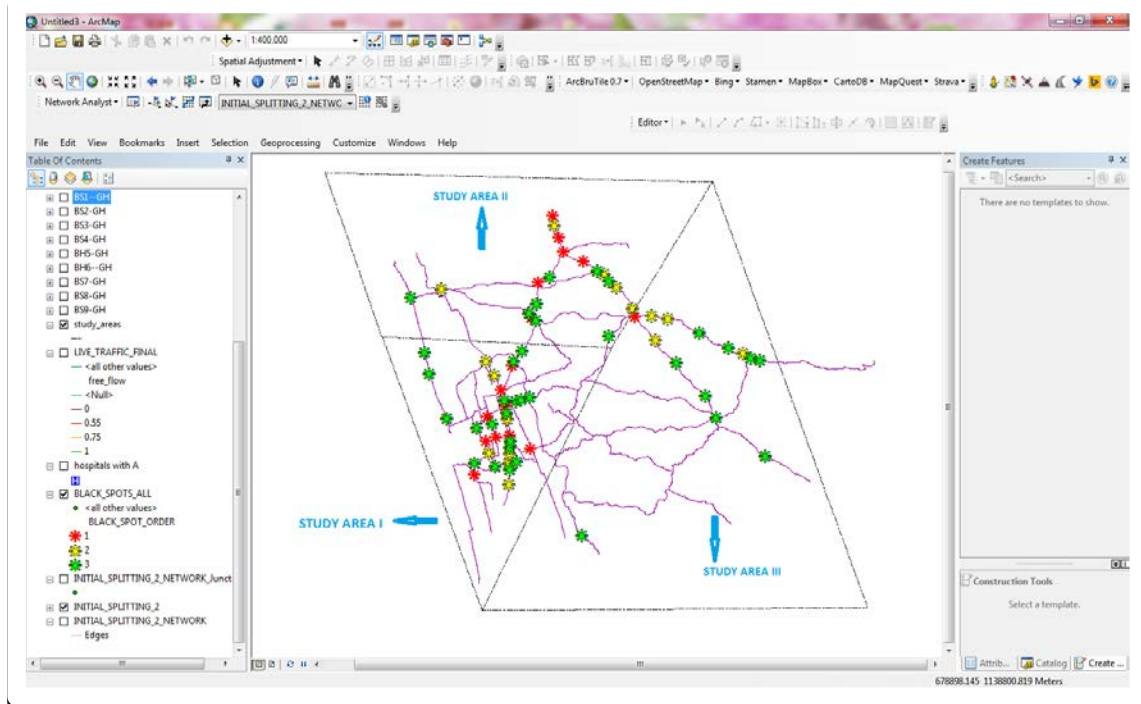 Untitled3 - ArcMap
1:400.000
Spatial Adjustment
ArcBruTile 0.7 OpenStreetMap Bing Stamen MapBox CartoDB MapQuest Strava
Network Analyst INITIAL_SPLITTING_2_NETWC
Editor
File Edit View Bookmarks Insert Selection Geoprocessing Customize Windows Help
Table Of Contents
BS1--GH
BS2-GH
BS3-GH
BS4-GH
BH5-GH
BH6--GH
BS7-GH
BS8-GH
BS9-GH
study_areas
LIVE_TRAFFIC_FINAL
<all other values>
free_flow
<Null>
0
0.55
0.75
1
hospitals with A
H
BLACK_SPOTS_ALL
<all other values>
BLACK_SPOT_ORDER
1
2
3
INITIAL_SPLITTING_2_NETWORK_Junct
INITIAL_SPLITTING_2
INITIAL_SPLITTING_2_NETWORK
Edges
STUDY AREA II
STUDY AREA I
STUDY AREA III
Create Features
<Search>
There are no templates to show.
Construction Tools
Select a template.
Attrib... Catalog Create ...
678898.145 1138800.819 Meters